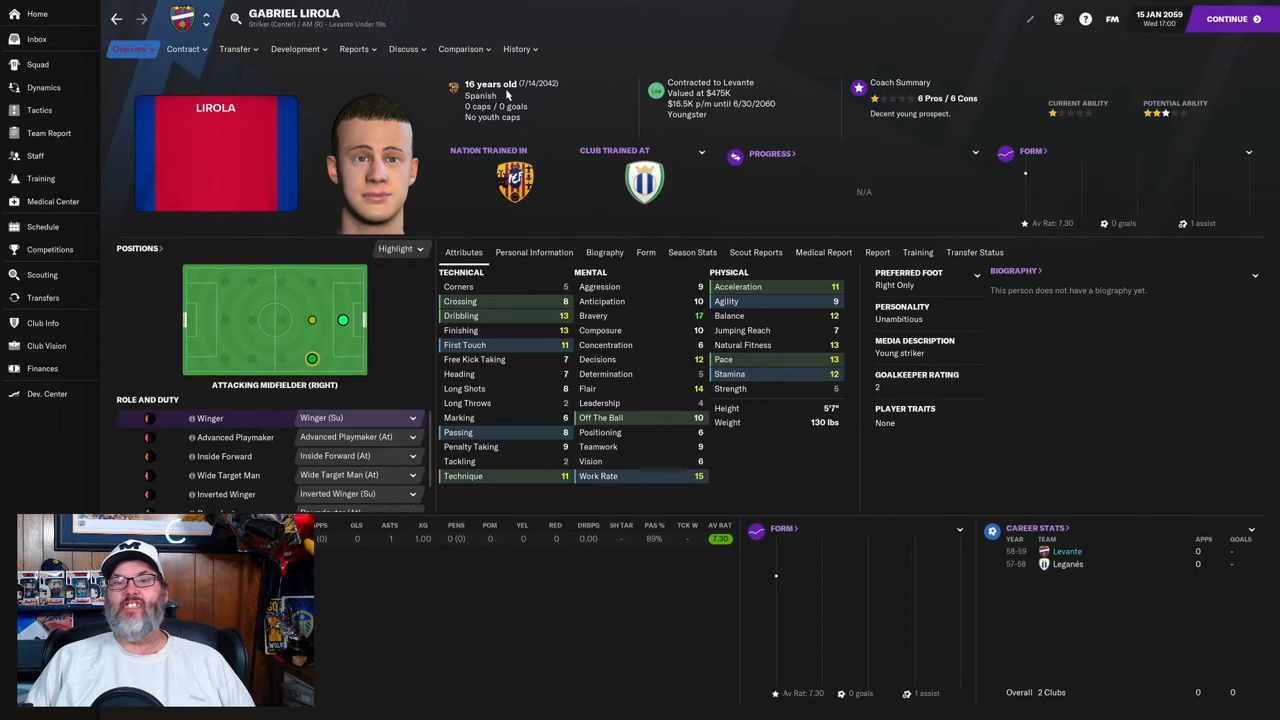 Home
Inbox
Squad
Dynamics
Tactics
Team Report
Staff
Training
Medical Center
Schedule
Competitions
Scouting
Transfers
Club Info
Club Vision
Finances
Dev. Center
GABRIEL LIROLA
Striker (Center) / AM (R) - Levante Under 19s
FM
15 JAN 2059
WED 17:00
CONTINUE
Overview
Contract
Transfer
Development
Reports
Discuss
Comparison
History
LIROLA
16 years old (7/14/2042)
Spanish
0 caps / 0 goals
No youth caps
Contracted to Levante
Valued at $475K
$16.5K p/m until 6/30/2060
Youngster
Coach Summary
6 Pros / 6 Cons
Decent young prospect.
CURRENT ABILITY
POTENTIAL ABILITY
NATION TRAINED IN
CLUB TRAINED AT
PROGRESS>
N/A
FORM>
Av Rat: 7.30
0 goals
1 assist
POSITIONS>
Highlight
ATTACKING MIDFIELDER (RIGHT)
ROLE AND DUTY
Winger
Winger (Su)
Advanced Playmaker
Advanced Playmaker (At)
Inside Forward
Inside Forward (At)
Wide Target Man
Wide Target Man (At)
Inverted Winger
Inverted Winger (Su)
Attributes
Personal Information
Biography
Form
Season Stats
Scout Reports
Medical Report
Report
Training
Transfer Status
TECHNICAL
Corners 5
Crossing 8
Dribbling 13
Finishing 13
First Touch 11
Free Kick Taking 7
Heading 7
Long Shots 8
Long Throws 2
Marking 6
Passing 8
Penalty Taking 9
Tackling 2
Technique 11
MENTAL
Aggression 9
Anticipation 10
Bravery 17
Composure 10
Concentration 6
Decisions 12
Determination 5
Flair 14
Leadership 4
Off The Ball 10
Positioning 6
Teamwork 9
Vision 6
Work Rate 15
PHYSICAL
Acceleration 11
Agility 9
Balance 12
Jumping Reach 7
Natural Fitness 13
Pace 13
Stamina 12
Strength 5
Height 5'7"
Weight 130 lbs
PREFERRED FOOT
Right Only
PERSONALITY
Unambitious
MEDIA DESCRIPTION
Young striker
GOALKEEPER RATING
2
PLAYER TRAITS
None
BIOGRAPHY>
This person does not have a biography yet.
APPS GLS ASTS XG PENS POM YEL RED DRBPG SH TAR PAS % TCK W AV RAT
(0) 0 1 1.00 0 (0) 0 0 0 0.00 - 89% - 7.30
FORM>
Av Rat: 7.30
0 goals
1 assist
CAREER STATS>
YEAR TEAM APPS GOALS
58-59 Levante 0 -
57-58 Leganés 0 -
Overall 2 Clubs 0 0